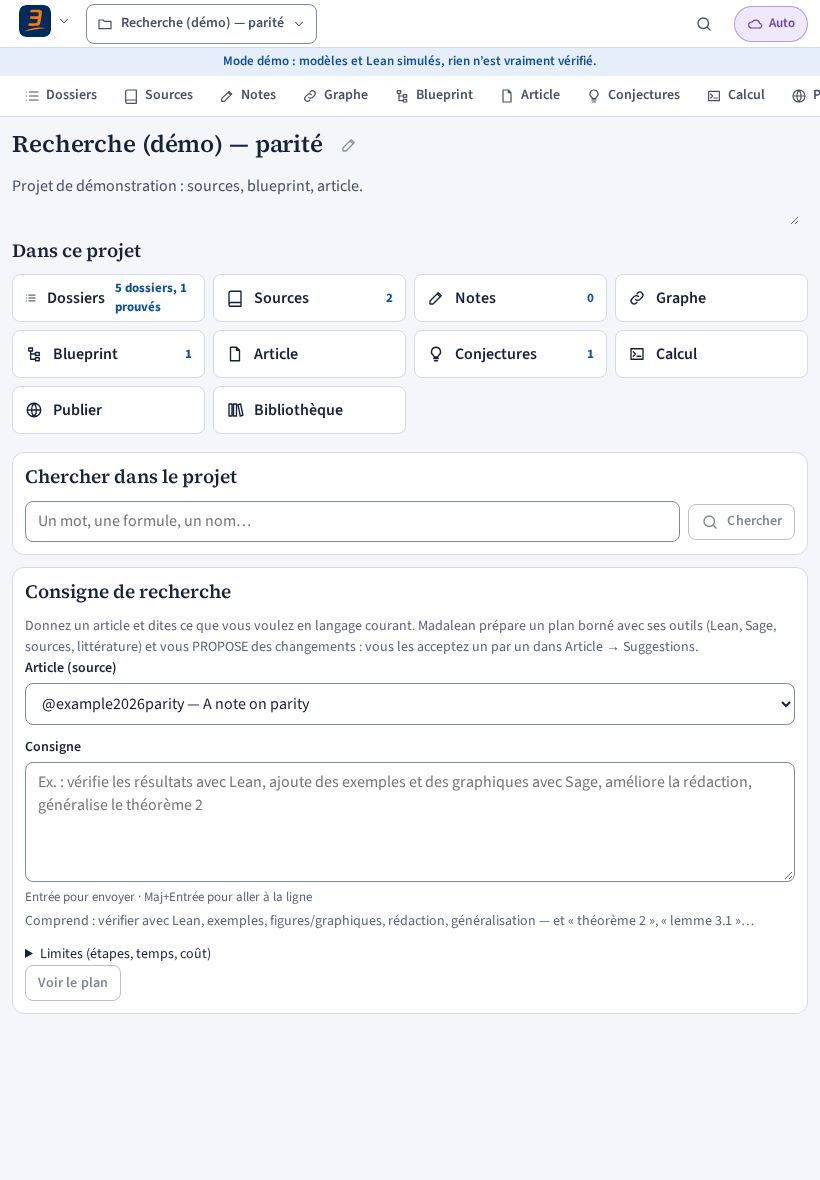 Recherche (démo) — parité
Auto
Mode démo : modèles et Lean simulés, rien n’est vraiment vérifié.
Dossiers
Sources
Notes
Graphe
Blueprint
Article
Conjectures
Calcul
Recherche (démo) — parité
Projet de démonstration : sources, blueprint, article.
Dans ce projet
Dossiers
5 dossiers, 1
prouvés
Sources
2
Notes
0
Graphe
Blueprint
1
Article
Conjectures
1
Calcul
Publier
Bibliothèque
Chercher dans le projet
Un mot, une formule, un nom…
Chercher
Consigne de recherche
Donnez un article et dites ce que vous voulez en langage courant. Madalean prépare un plan borné avec ses outils (Lean, Sage,
sources, littérature) et vous PROPOSE des changements : vous les acceptez un par un dans Article → Suggestions.
Article (source)
@example2026parity — A note on parity
Consigne
Ex. : vérifie les résultats avec Lean, ajoute des exemples et des graphiques avec Sage, améliore la rédaction,
généralise le théorème 2
Entrée pour envoyer · Maj+Entrée pour aller à la ligne
Comprend : vérifier avec Lean, exemples, figures/graphiques, rédaction, généralisation — et « théorème 2 », « lemme 3.1 »…
Limites (étapes, temps, coût)
Voir le plan